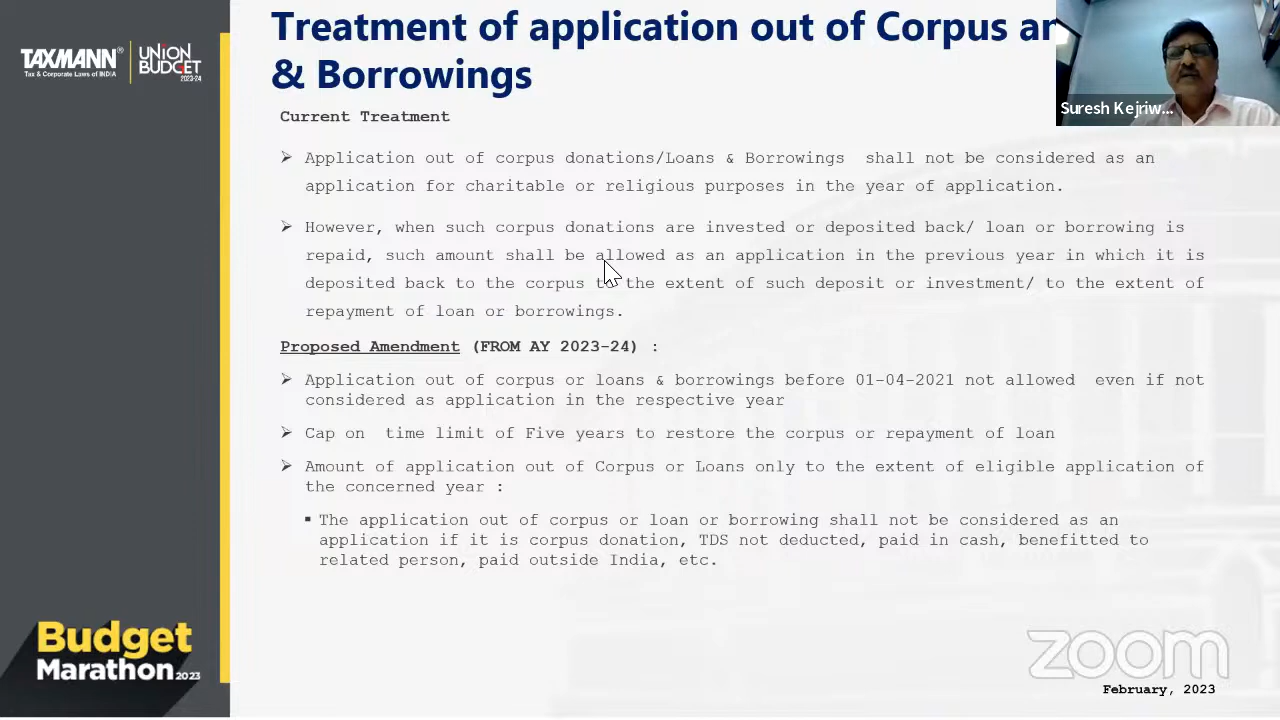 Treatment of application out of Corpus an
& Borrowings
TAXMANN®
Tax & Corporate Laws of INDIA
UNION
BUDGET
2023-24
Suresh Kejriw...
Current Treatment
➢ Application out of corpus donations/Loans & Borrowings shall not be considered as an
application for charitable or religious purposes in the year of application.
➢ However, when such corpus donations are invested or deposited back/ loan or borrowing is
repaid, such amount shall be allowed as an application in the previous year in which it is
deposited back to the corpus to the extent of such deposit or investment/ to the extent of
repayment of loan or borrowings.
Proposed Amendment (FROM AY 2023-24) :
➢ Application out of corpus or loans & borrowings before 01-04-2021 not allowed even if not
considered as application in the respective year
➢ Cap on time limit of Five years to restore the corpus or repayment of loan
➢ Amount of application out of Corpus or Loans only to the extent of eligible application of
the concerned year :
▪ The application out of corpus or loan or borrowing shall not be considered as an
application if it is corpus donation, TDS not deducted, paid in cash, benefitted to
related person, paid outside India, etc.
Budget
Marathon 2023
zoom
February, 2023